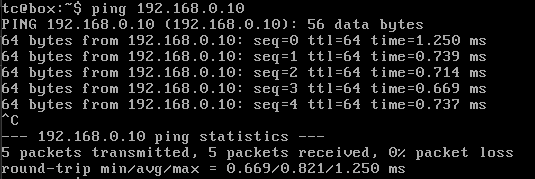 tc@box:~$ ping 192.168.0.10
PING 192.168.0.10 (192.168.0.10): 56 data bytes
64 bytes from 192.168.0.10: seq=0 ttl=64 time=1.250 ms
64 bytes from 192.168.0.10: seq=1 ttl=64 time=0.739 ms
64 bytes from 192.168.0.10: seq=2 ttl=64 time=0.714 ms
64 bytes from 192.168.0.10: seq=3 ttl=64 time=0.669 ms
64 bytes from 192.168.0.10: seq=4 ttl=64 time=0.737 ms
^C
--- 192.168.0.10 ping statistics ---
5 packets transmitted, 5 packets received, 0% packet loss
round-trip min/avg/max = 0.669/0.821/1.250 ms